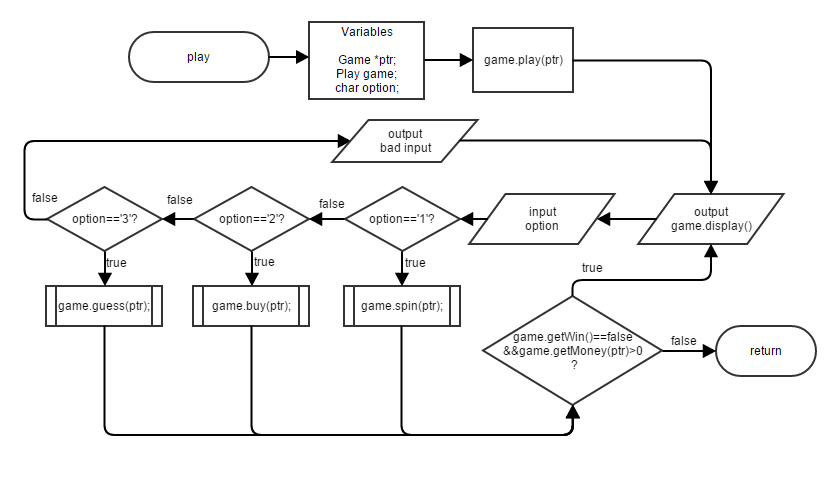 play
Variables
Game *ptr;
Play game;
char option;
game.play(ptr)
output
bad input
false
option=='3'?
false
option=='2'?
false
option=='1'?
input
option
output
game.display()
true
true
true
true
game.guess(ptr);
game.buy(ptr);
game.spin(ptr);
game.getWin()==false
&&game.getMoney(ptr)>0
?
false
return